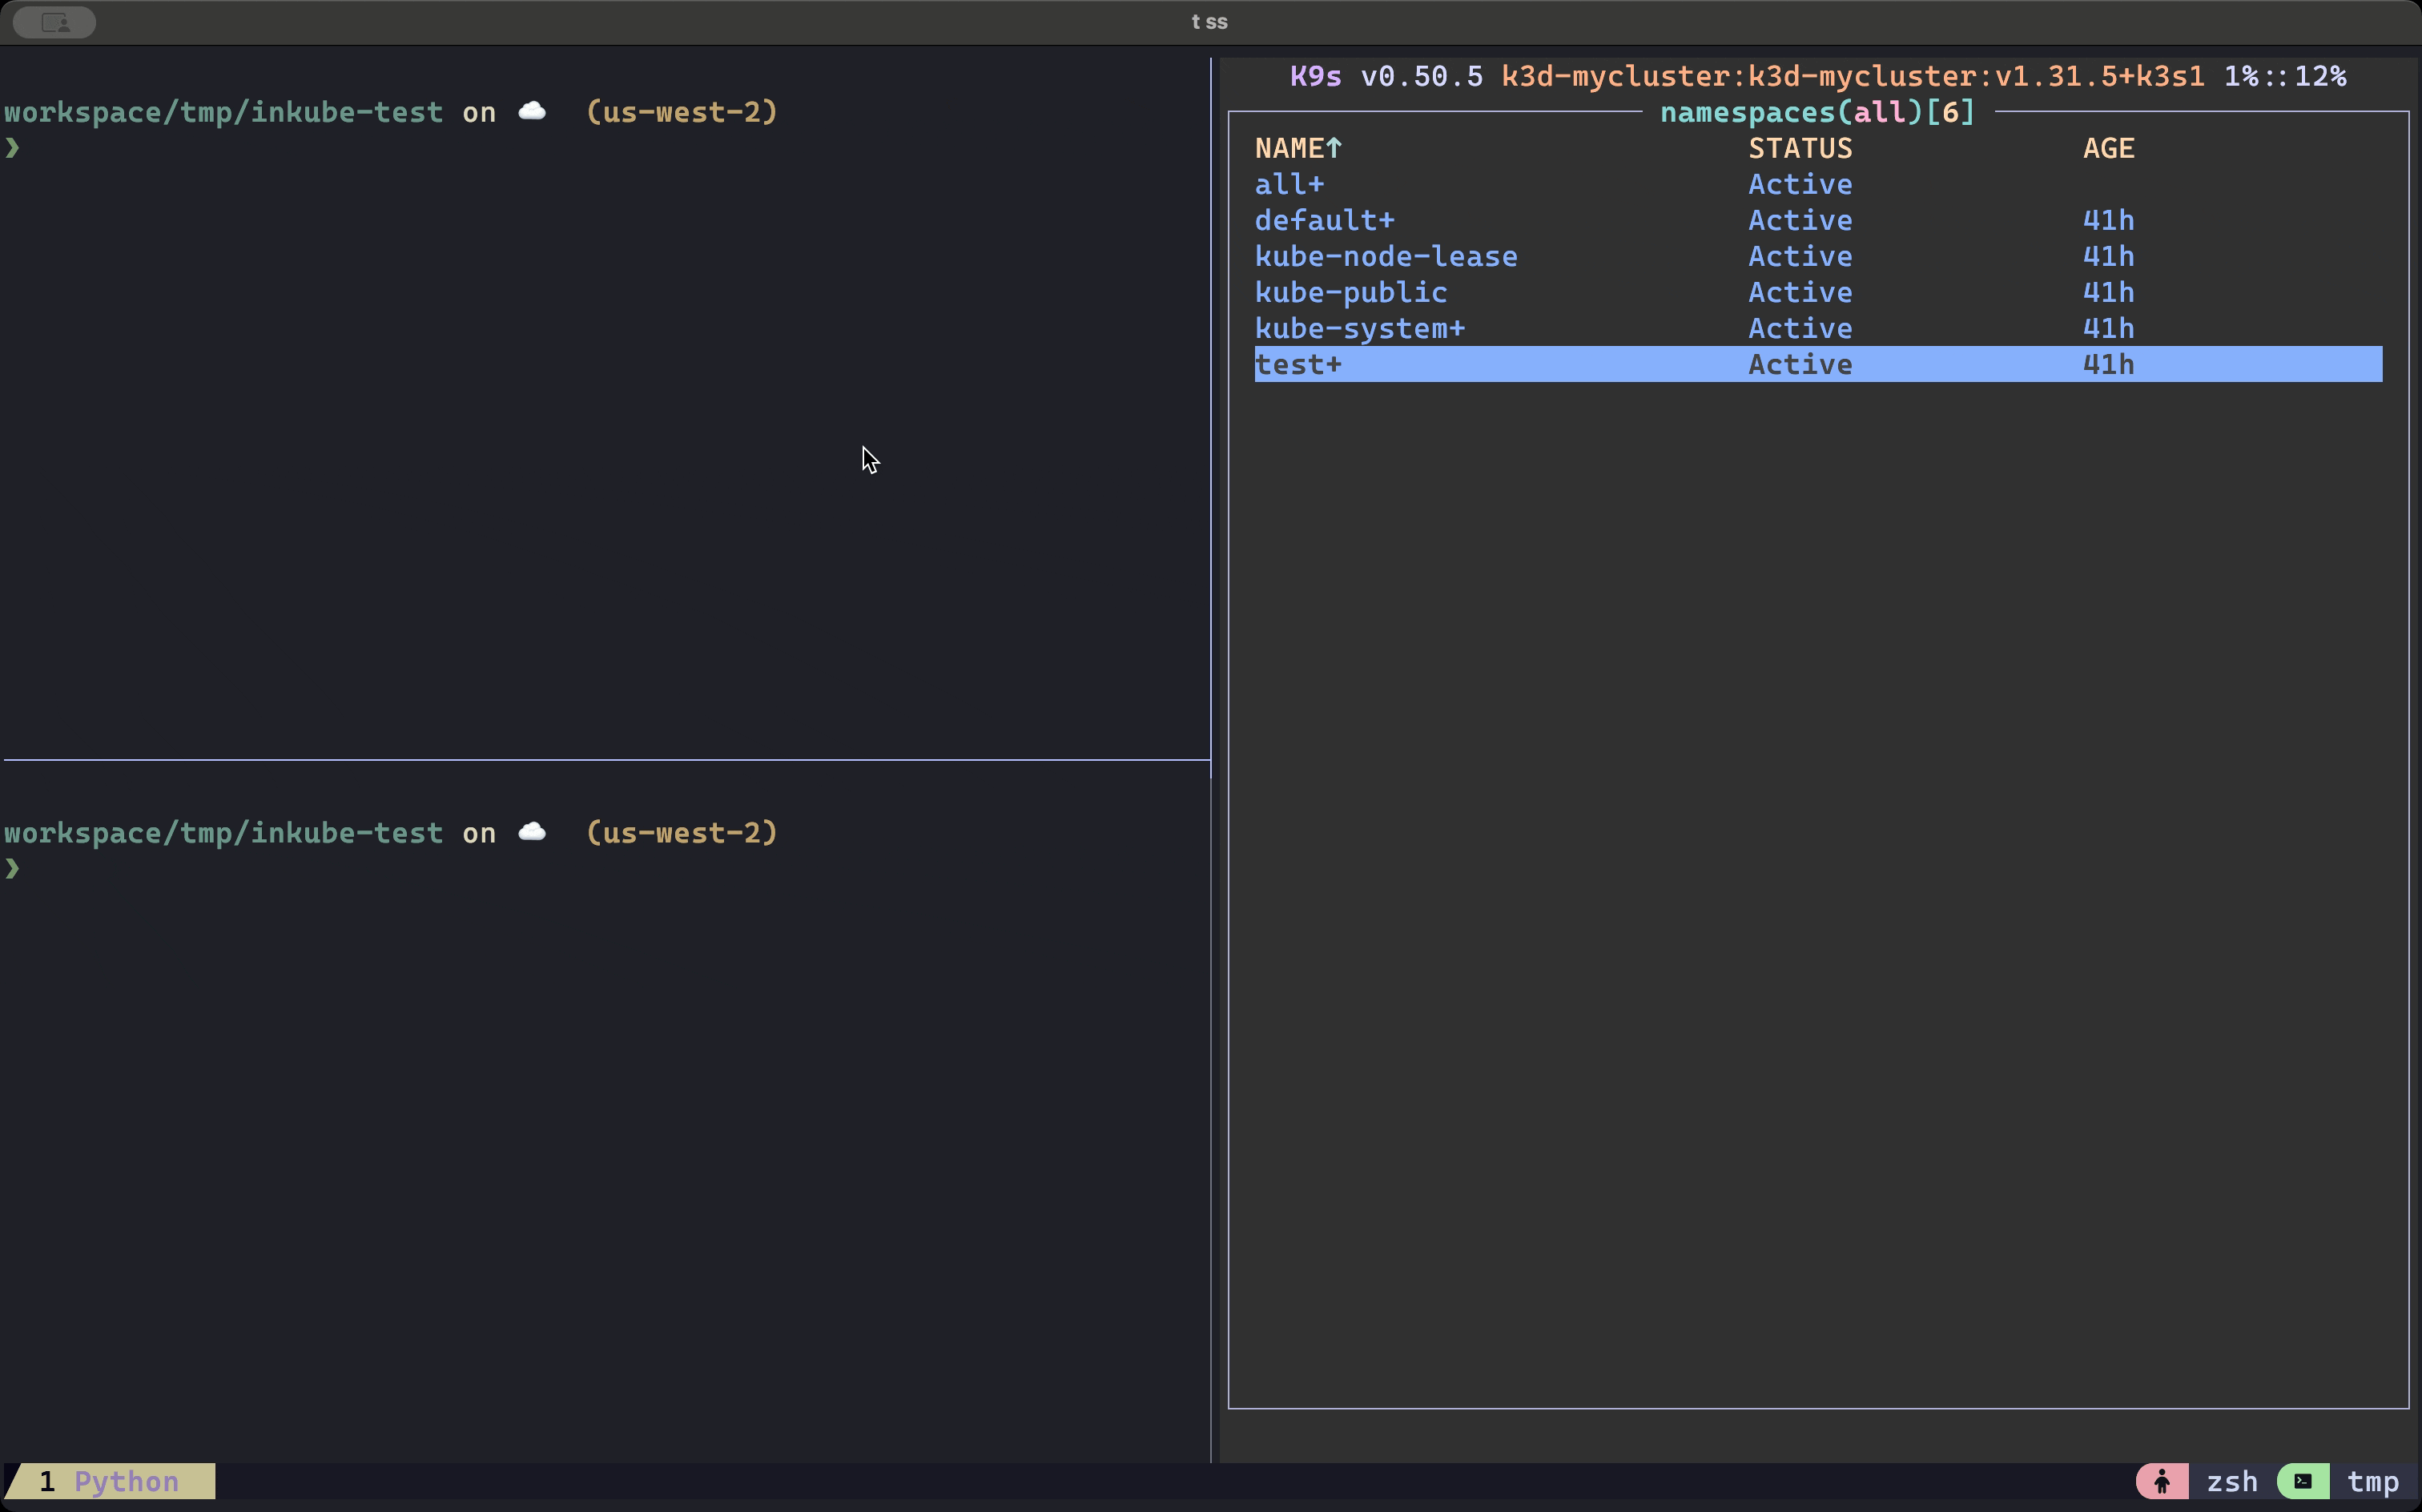 t ss
workspace/tmp/inkube-test on ☁️ (us-west-2)
❯
workspace/tmp/inkube-test on ☁️ (us-west-2)
❯
K9s v0.50.5 k3d-mycluster:k3d-mycluster:v1.31.5+k3s1 1%::12%
namespaces(all)[6]
NAME↑ STATUS AGE
all+ Active
default+ Active 41h
kube-node-lease Active 41h
kube-public Active 41h
kube-system+ Active 41h
test+ Active 41h
1 Python
zsh tmp